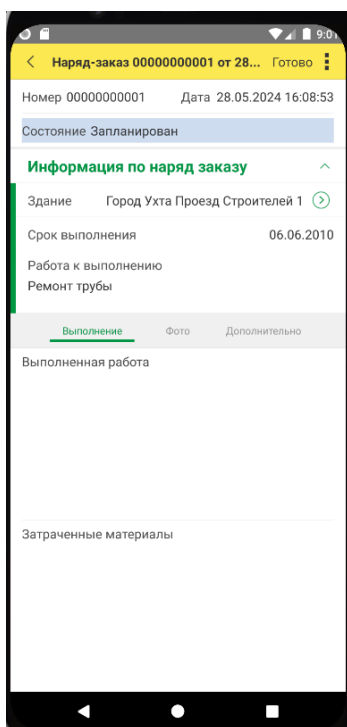 9:01
Наряд-заказ 00000000001 от 28... Готово
Номер 00000000001 Дата 28.05.2024 16:08:53
Состояние Запланирован
Информация по наряд заказу
Здание Город Ухта Проезд Строителей 1
Срок выполнения 06.06.2010
Работа к выполнению
Ремонт трубы
Выполнение Фото Дополнительно
Выполненная работа
Затраченные материалы